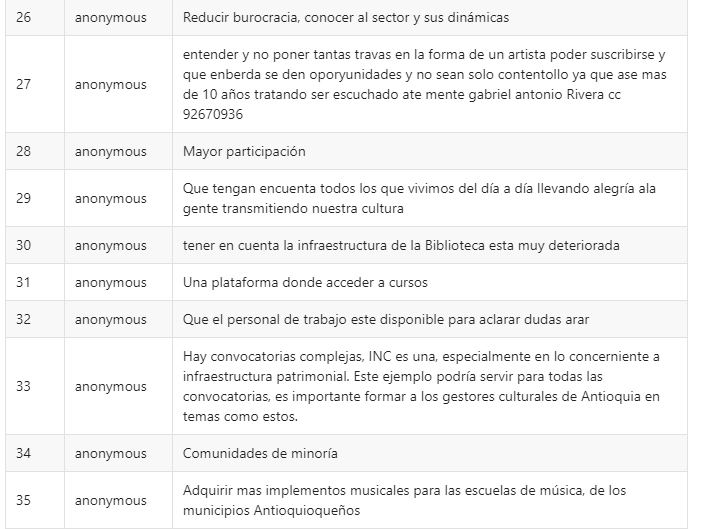 26 anonymous Reducir burocracia, conocer al sector y sus dinámicas
entender y no poner tantas travas en la forma de un artista poder suscribirse y
que enberda se den oporyunidades y no sean solo contentollo ya que ase mas
27 anonymous
de 10 años tratando ser escuchado ate mente gabriel antonio Rivera cc
92670936
28 anonymous Mayor participación
Que tengan encuenta todos los que vivimos del día a día llevando alegría ala
29 anonymous
gente transmitiendo nuestra cultura
30 anonymous tener en cuenta la infraestructura de la Biblioteca esta muy deteriorada
31 anonymous Una plataforma donde acceder a cursos
32 anonymous Que el personal de trabajo este disponible para aclarar dudas arar
Hay convocatorias complejas, INC es una, especialmente en lo concerniente a
infraestructura patrimonial. Este ejemplo podría servir para todas las
33 anonymous
convocatorias, es importante formar a los gestores culturales de Antioquia en
temas como estos.
34 anonymous Comunidades de minoría
Adquirir mas implementos musicales para las escuelas de música, de los
35 anonymous
municipios Antioquioqueños